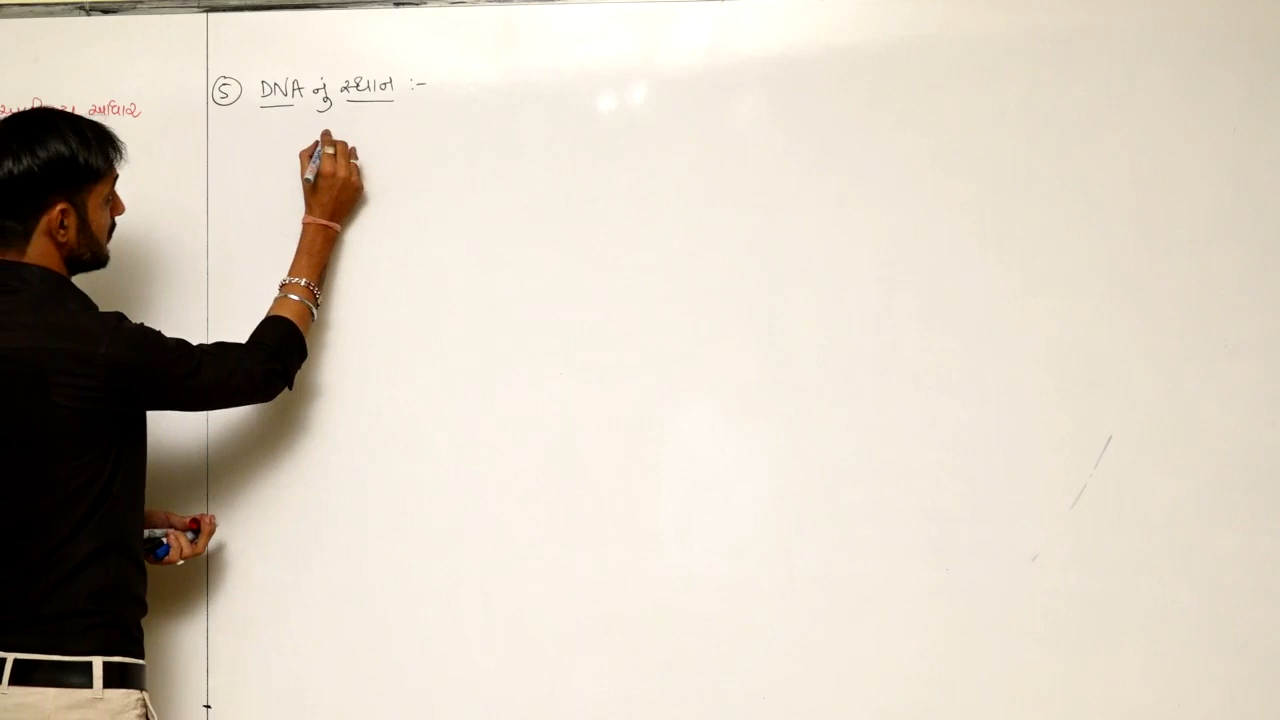 આધાર
⑤ DNA નું સ્થાન :-